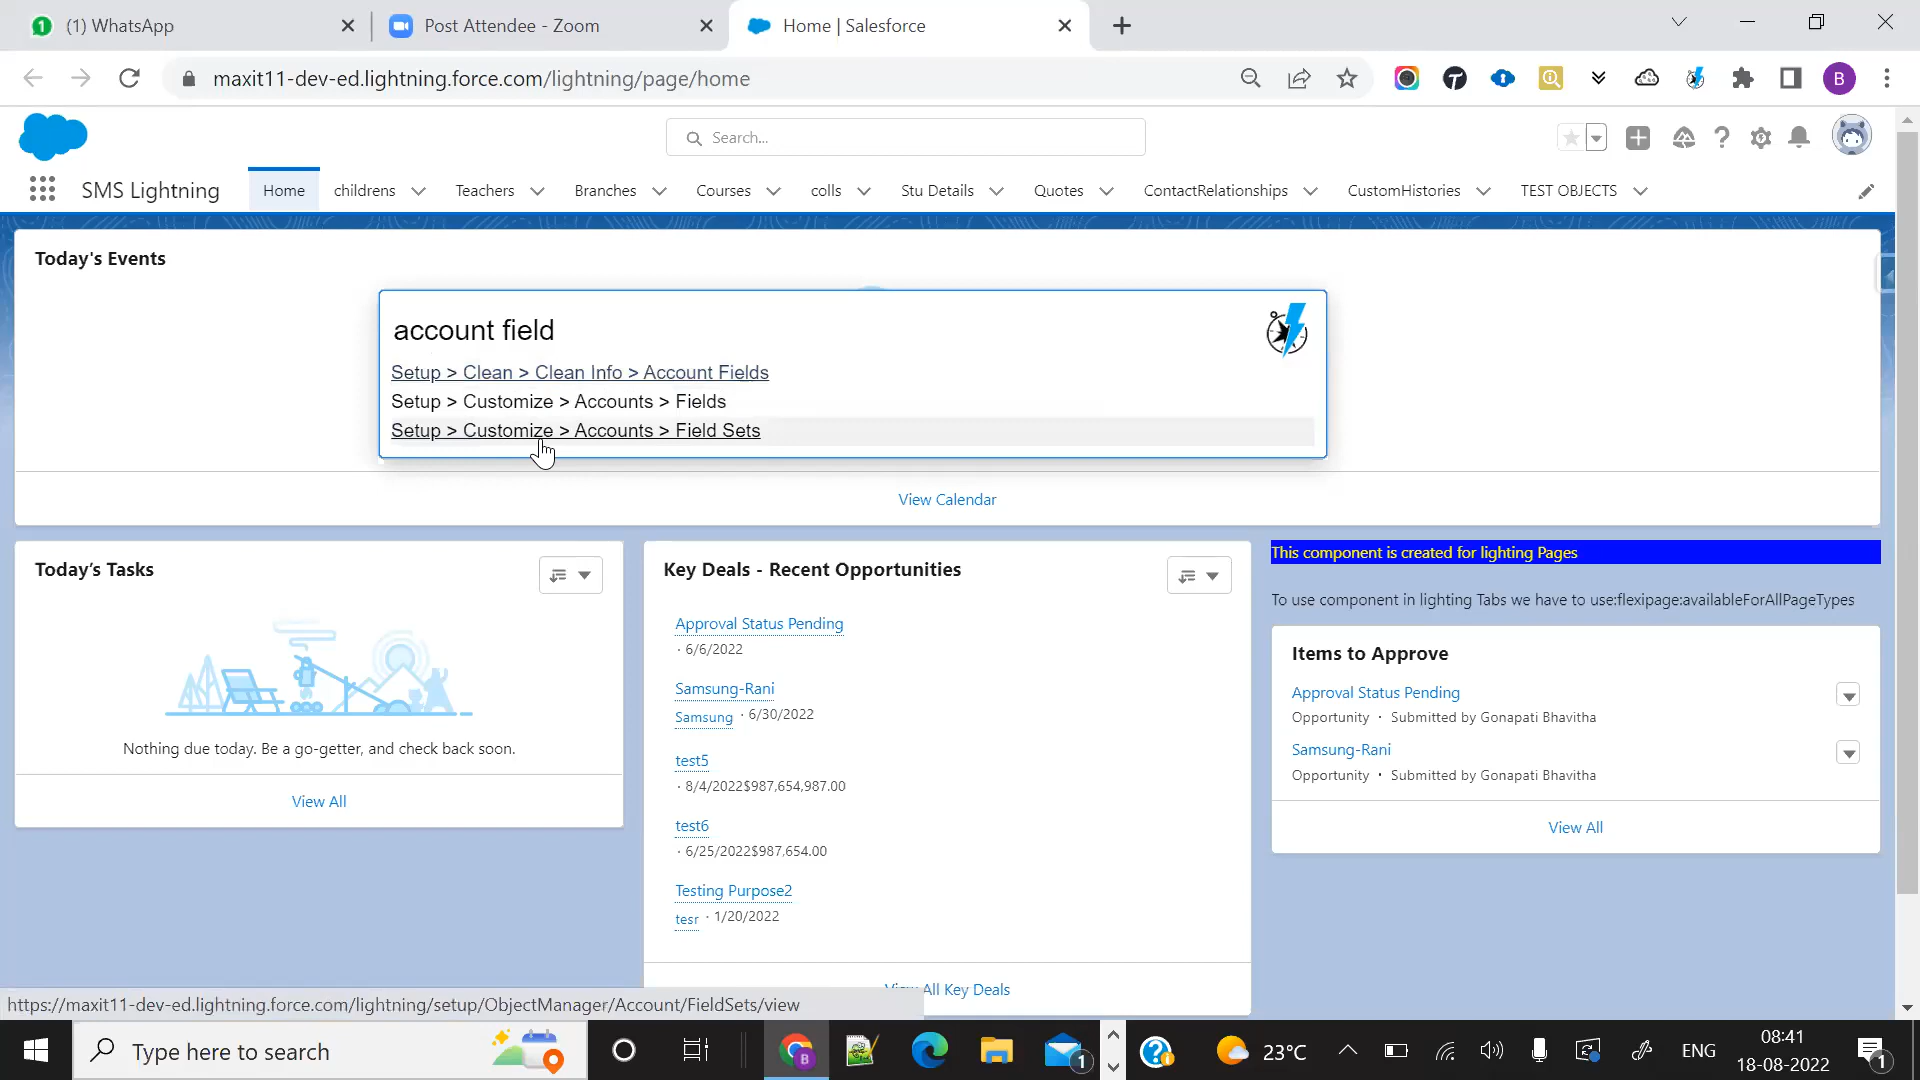 1 (1) WhatsApp
Post Attendee - Zoom
Home | Salesforce
maxit11-dev-ed.lightning.force.com/lightning/page/home
B
Search...
SMS Lightning
Home
childrens
Teachers
Branches
Courses
colls
Stu Details
Quotes
ContactRelationships
CustomHistories
TEST OBJECTS
Today's Events
account field
Setup > Clean > Clean Info > Account Fields
Setup > Customize > Accounts > Fields
Setup > Customize > Accounts > Field Sets
View Calendar
Today's Tasks
Nothing due today. Be a go-getter, and check back soon.
View All
Key Deals - Recent Opportunities
Approval Status Pending
· 6/6/2022
Samsung-Rani
Samsung · 6/30/2022
test5
· 8/4/2022$987,654,987.00
test6
· 6/25/2022$987,654.00
Testing Purpose2
tesr · 1/20/2022
All Key Deals
This component is created for lighting Pages
To use component in lighting Tabs we have to use:flexipage:availableForAllPageTypes
Items to Approve
Approval Status Pending
Opportunity • Submitted by Gonapati Bhavitha
Samsung-Rani
Opportunity • Submitted by Gonapati Bhavitha
View All
https://maxit11-dev-ed.lightning.force.com/lightning/setup/ObjectManager/Account/FieldSets/view
Type here to search
B
1
23°C
ENG
08:41
18-08-2022
1